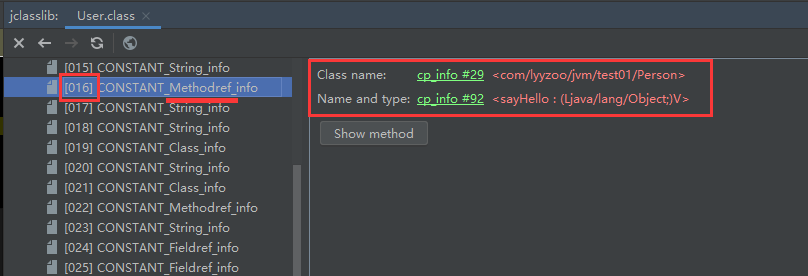 jclasslib: User.class
[015] CONSTANT_String_info
[016] CONSTANT_Methodref_info
[017] CONSTANT_String_info
[018] CONSTANT_String_info
[019] CONSTANT_Class_info
[020] CONSTANT_String_info
[021] CONSTANT_Class_info
[022] CONSTANT_Methodref_info
[023] CONSTANT_String_info
[024] CONSTANT_Fieldref_info
[025] CONSTANT_Fieldref_info
Class name: cp_info #29 <com/lyyzoo/jvm/test01/Person>
Name and type: cp_info #92 <sayHello : (Ljava/lang/Object;)V>
Show method